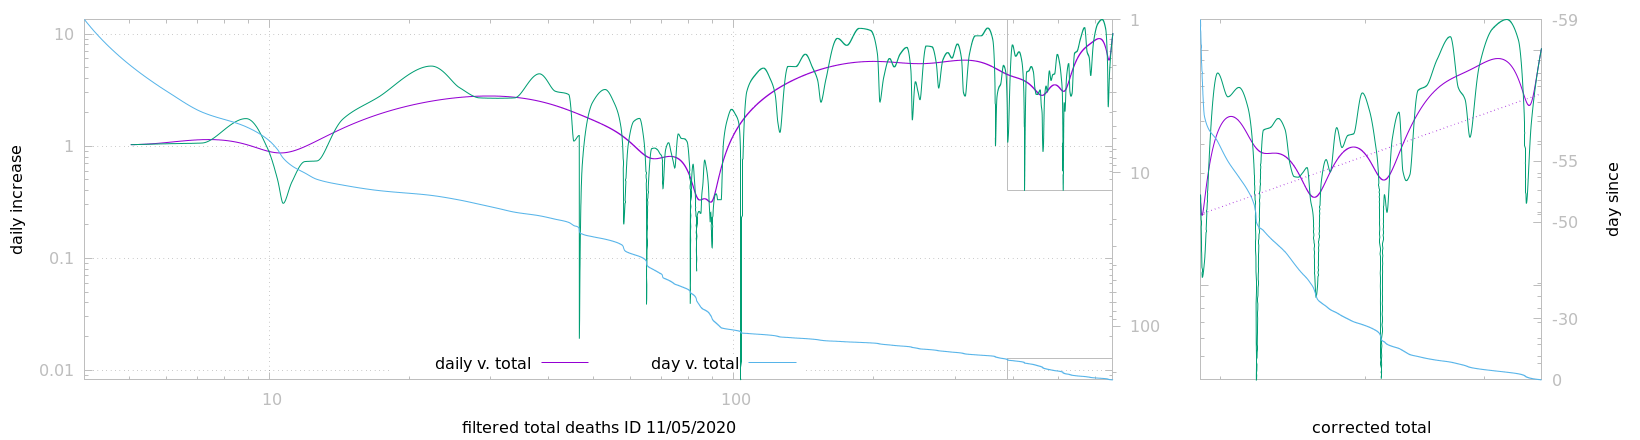 10
1
0.1
0.01
daily increase
daily v. total
day v. total
10
100
filtered total deaths ID 11/05/2020
1
10
100
-59
-55
-50
-30
0
day since
corrected total